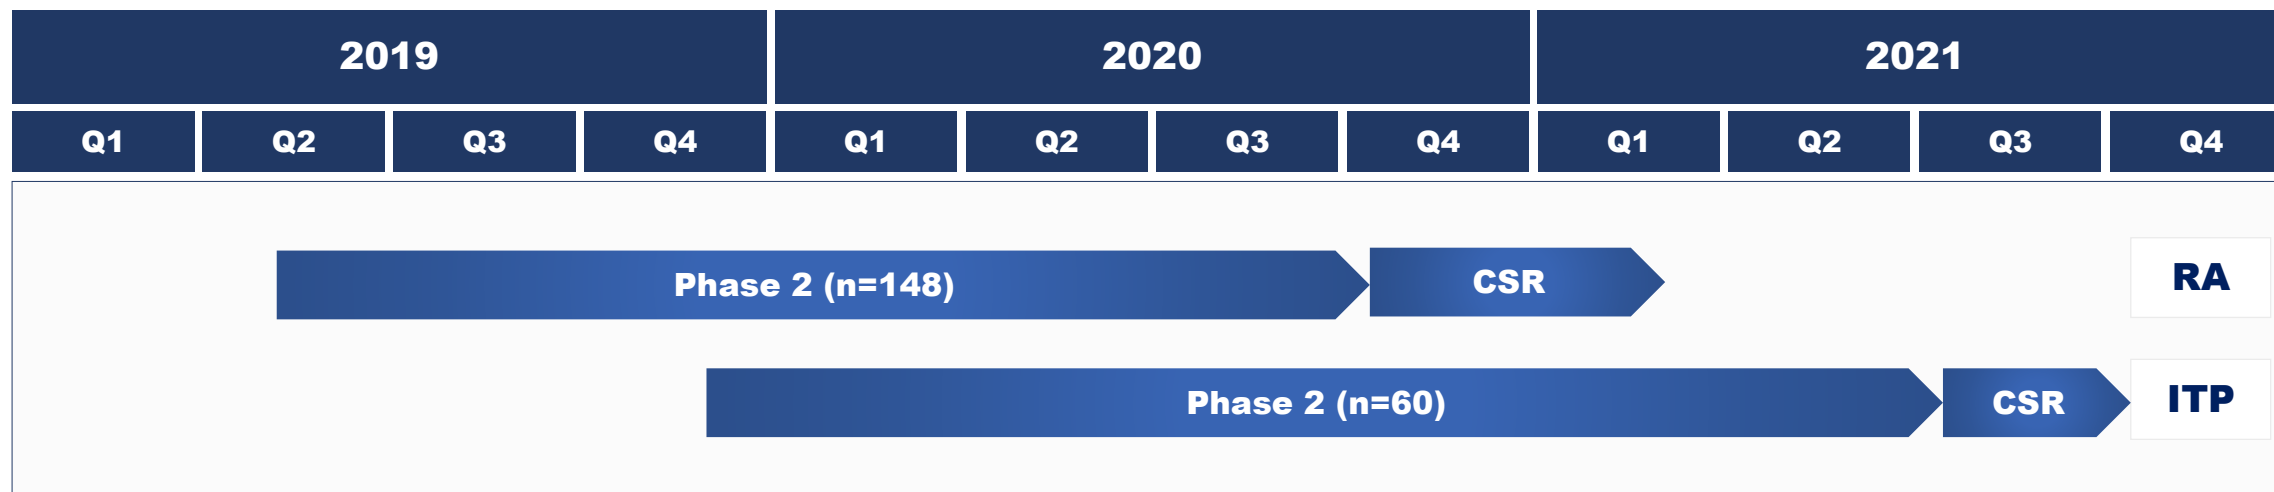 2019 2020 2021
Q1 Q2 Q3 Q4 Q1 Q2 Q3 Q4 Q1 Q2 Q3 Q4
Phase 2 (n=148) CSR RA
Phase 2 (n=60) CSR ITP